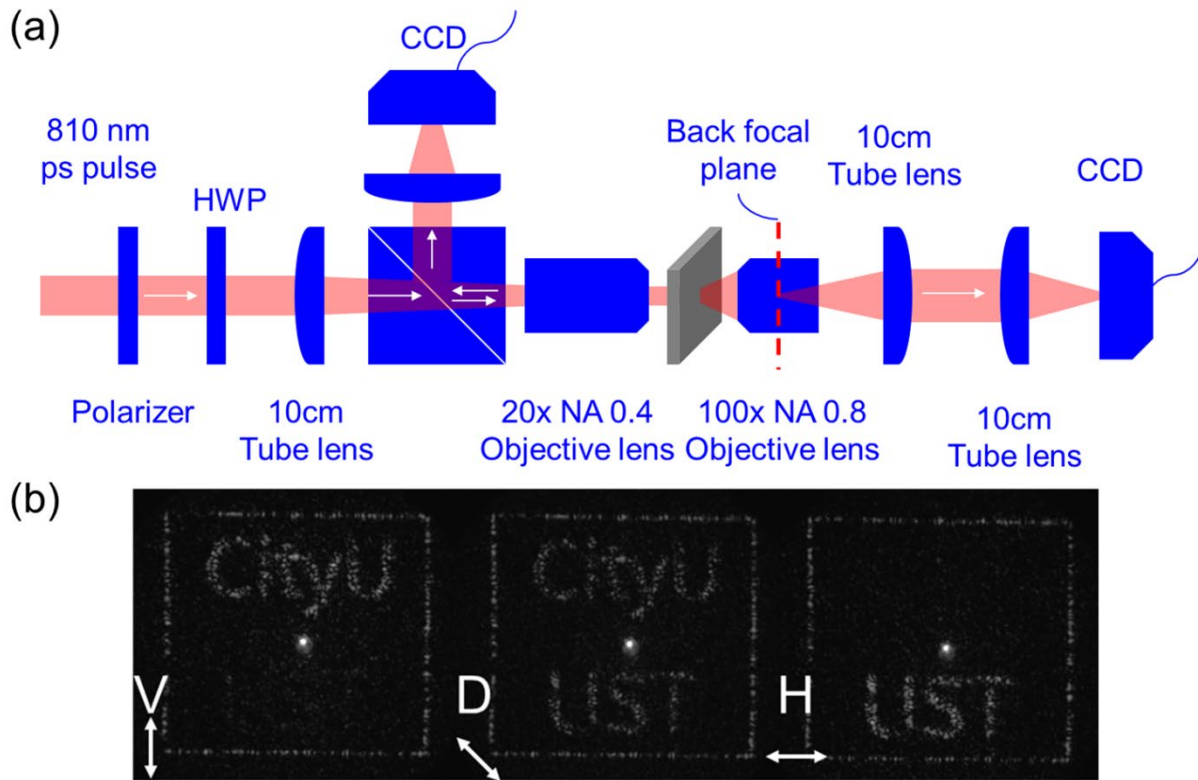 (a)
CCD
810 nm
ps pulse
HWP
Back focal
plane
10cm
Tube lens
CCD
Polarizer
10cm
Tube lens
20x NA 0.4
Objective lens
100x NA 0.8
Objective lens
10cm
Tube lens
(b)
CityU
CityU
UST
UST
V
D
H